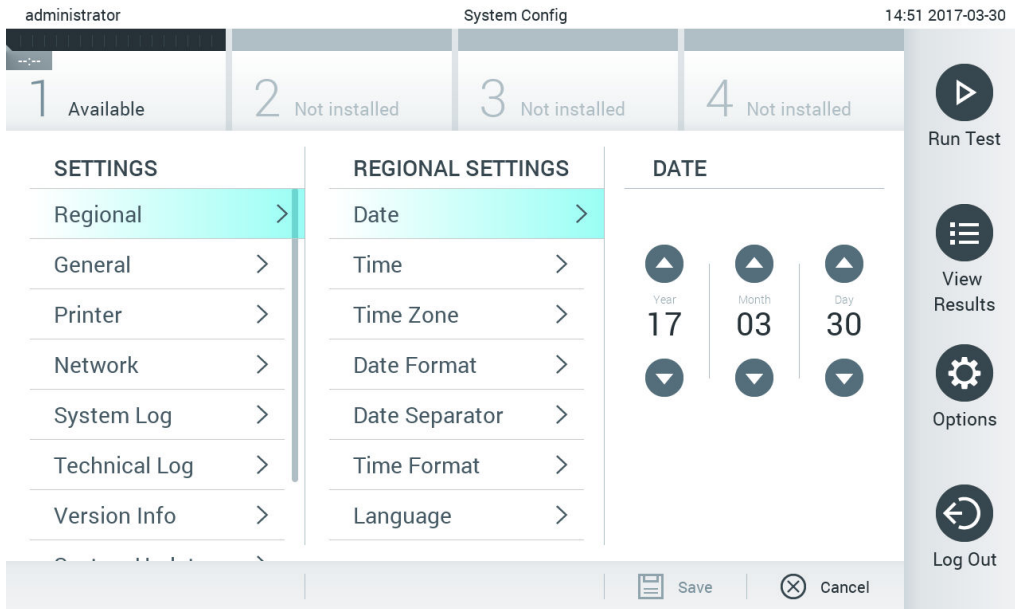 administrator System Config 14:51 2017-03-30
--:--
1 Available 2 Not installed 3 Not installed 4 Not installed
Run Test
SETTINGS
Regional
General
Printer
Network
System Log
Technical Log
Version Info
REGIONAL SETTINGS
Date
Time
Time Zone
Date Format
Date Separator
Time Format
Language
DATE
Year Month Day
17 03 30
View
Results
Options
Log Out
Save Cancel